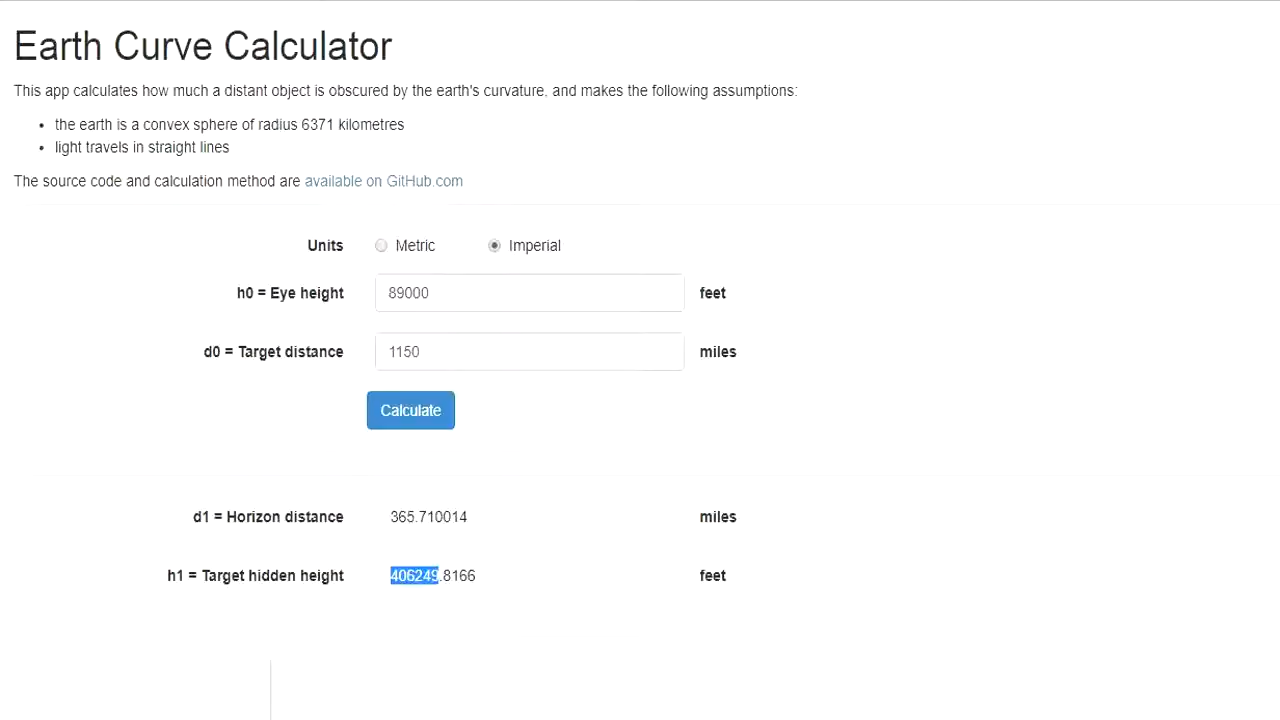 Earth Curve Calculator
This app calculates how much a distant object is obscured by the earth's curvature, and makes the following assumptions:
• the earth is a convex sphere of radius 6371 kilometres
• light travels in straight lines
The source code and calculation method are available on GitHub.com
Units Metric Imperial
h0 = Eye height 89000 feet
d0 = Target distance 1150 miles
Calculate
d1 = Horizon distance 365.710014 miles
h1 = Target hidden height 406249.8166 feet